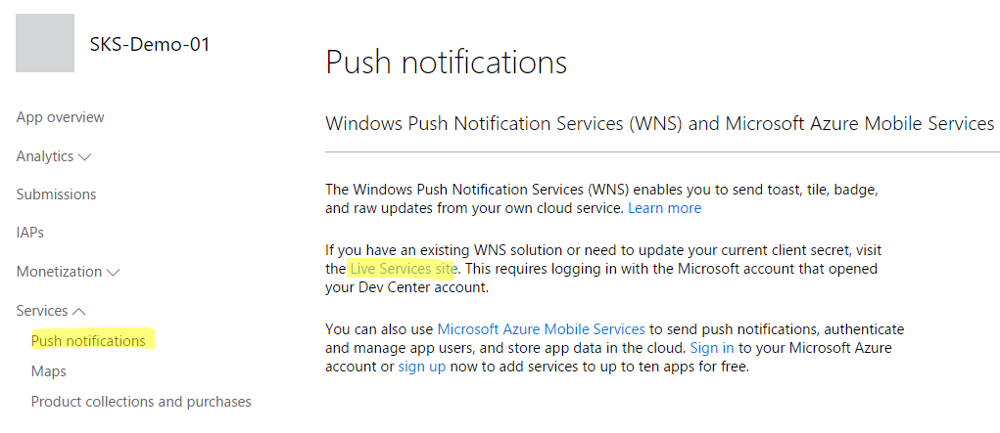 SKS-Demo-01
App overview
Analytics
Submissions
IAPs
Monetization
Services
Push notifications
Maps
Product collections and purchases
Push notifications
Windows Push Notification Services (WNS) and Microsoft Azure Mobile Services
The Windows Push Notification Services (WNS) enables you to send toast, tile, badge,
and raw updates from your own cloud service. Learn more
If you have an existing WNS solution or need to update your current client secret, visit
the Live Services site. This requires logging in with the Microsoft account that opened
your Dev Center account.
You can also use Microsoft Azure Mobile Services to send push notifications, authenticate
and manage app users, and store app data in the cloud. Sign in to your Microsoft Azure
account or sign up now to add services to up to ten apps for free.